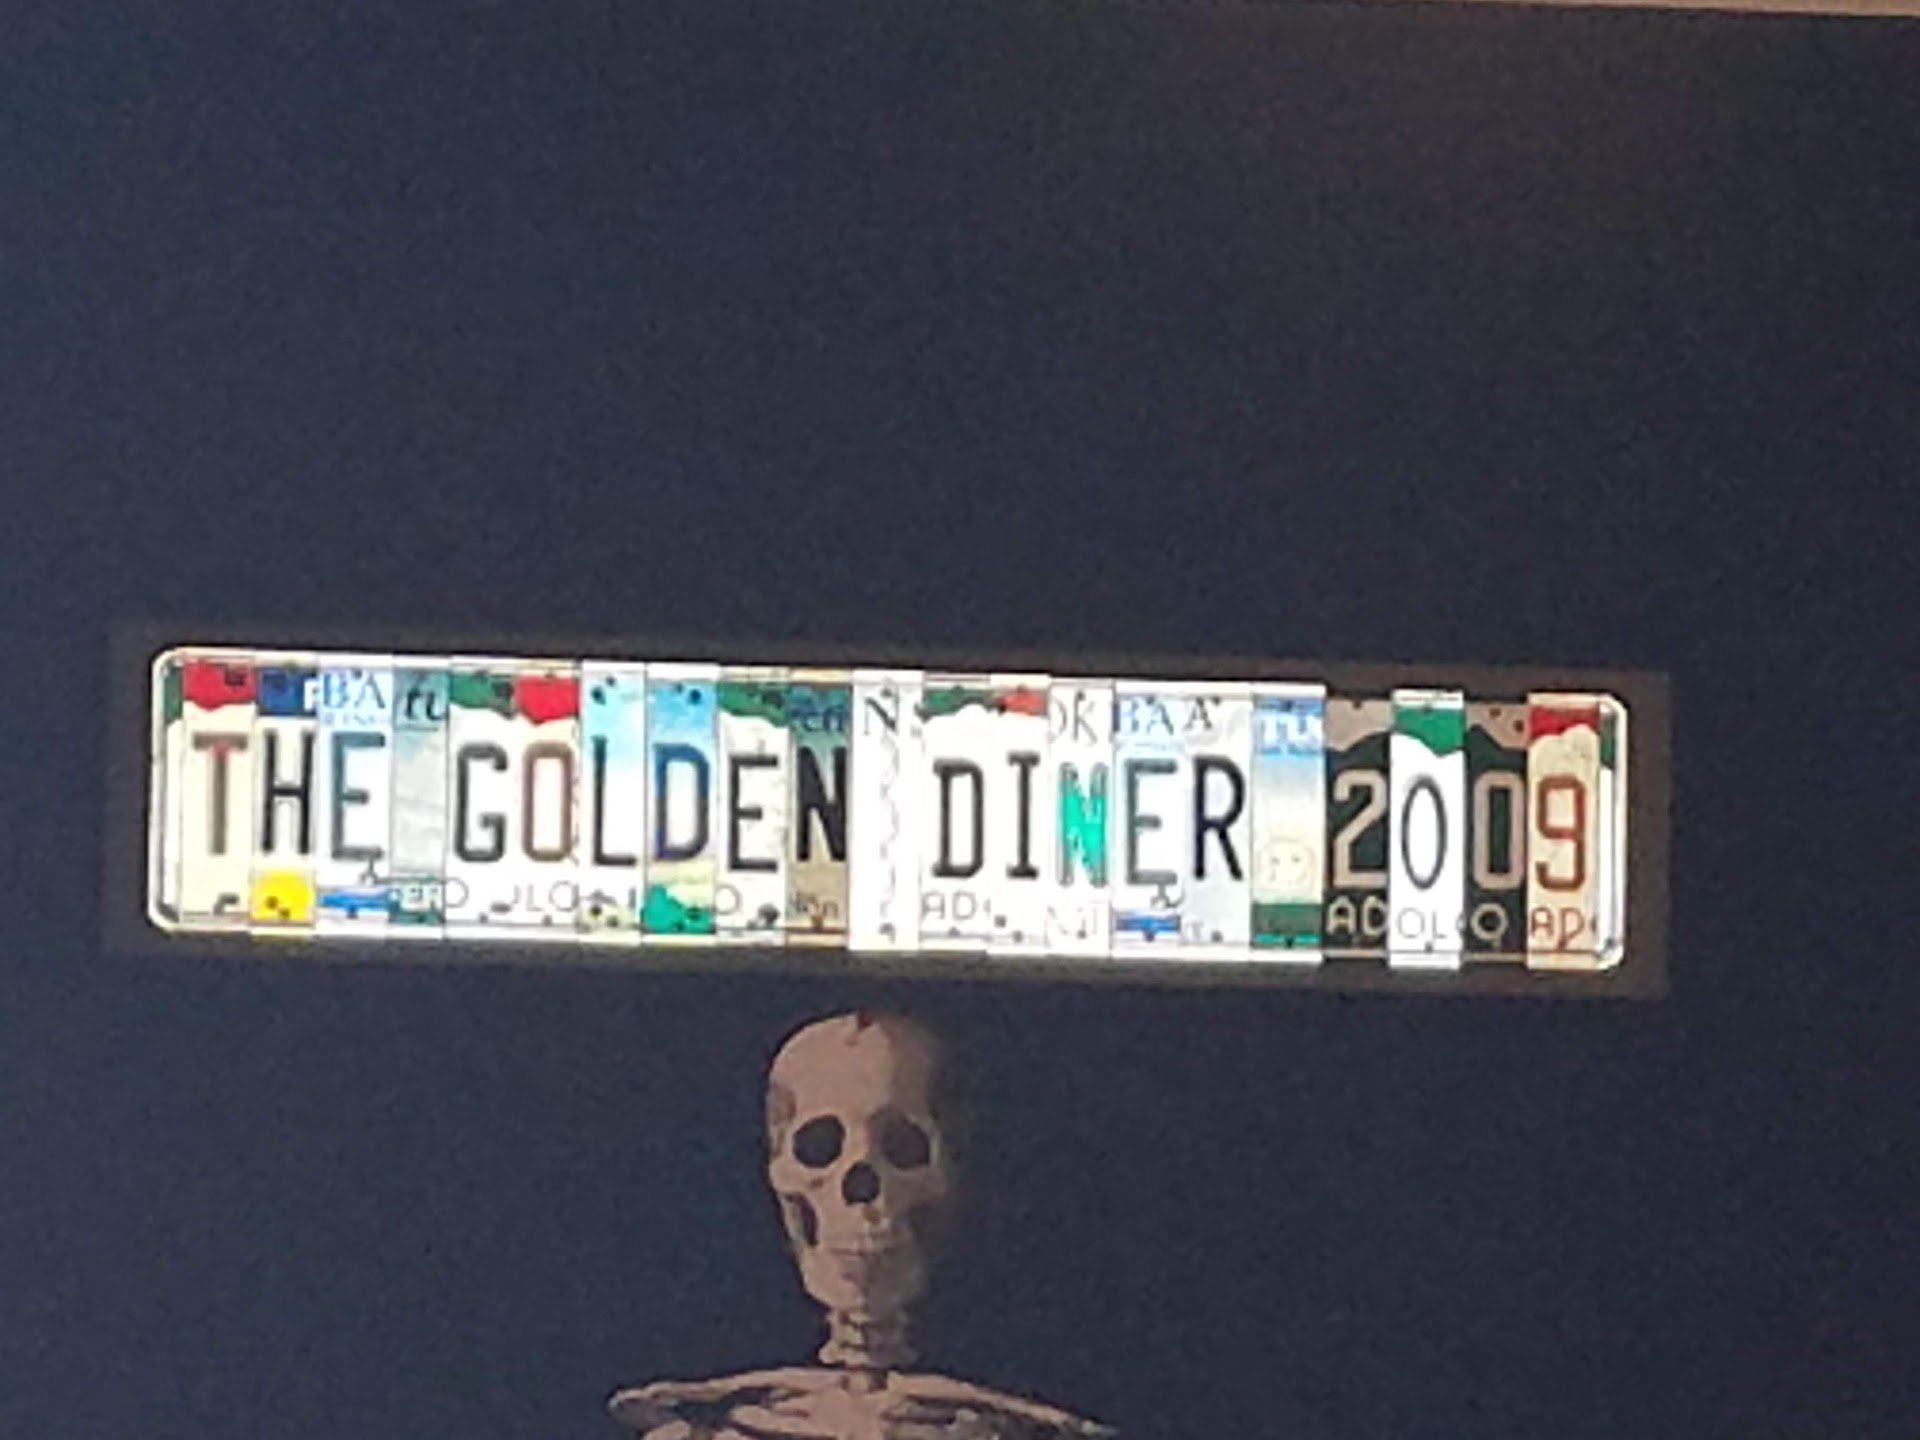 THE GOLDEN DINER 2009